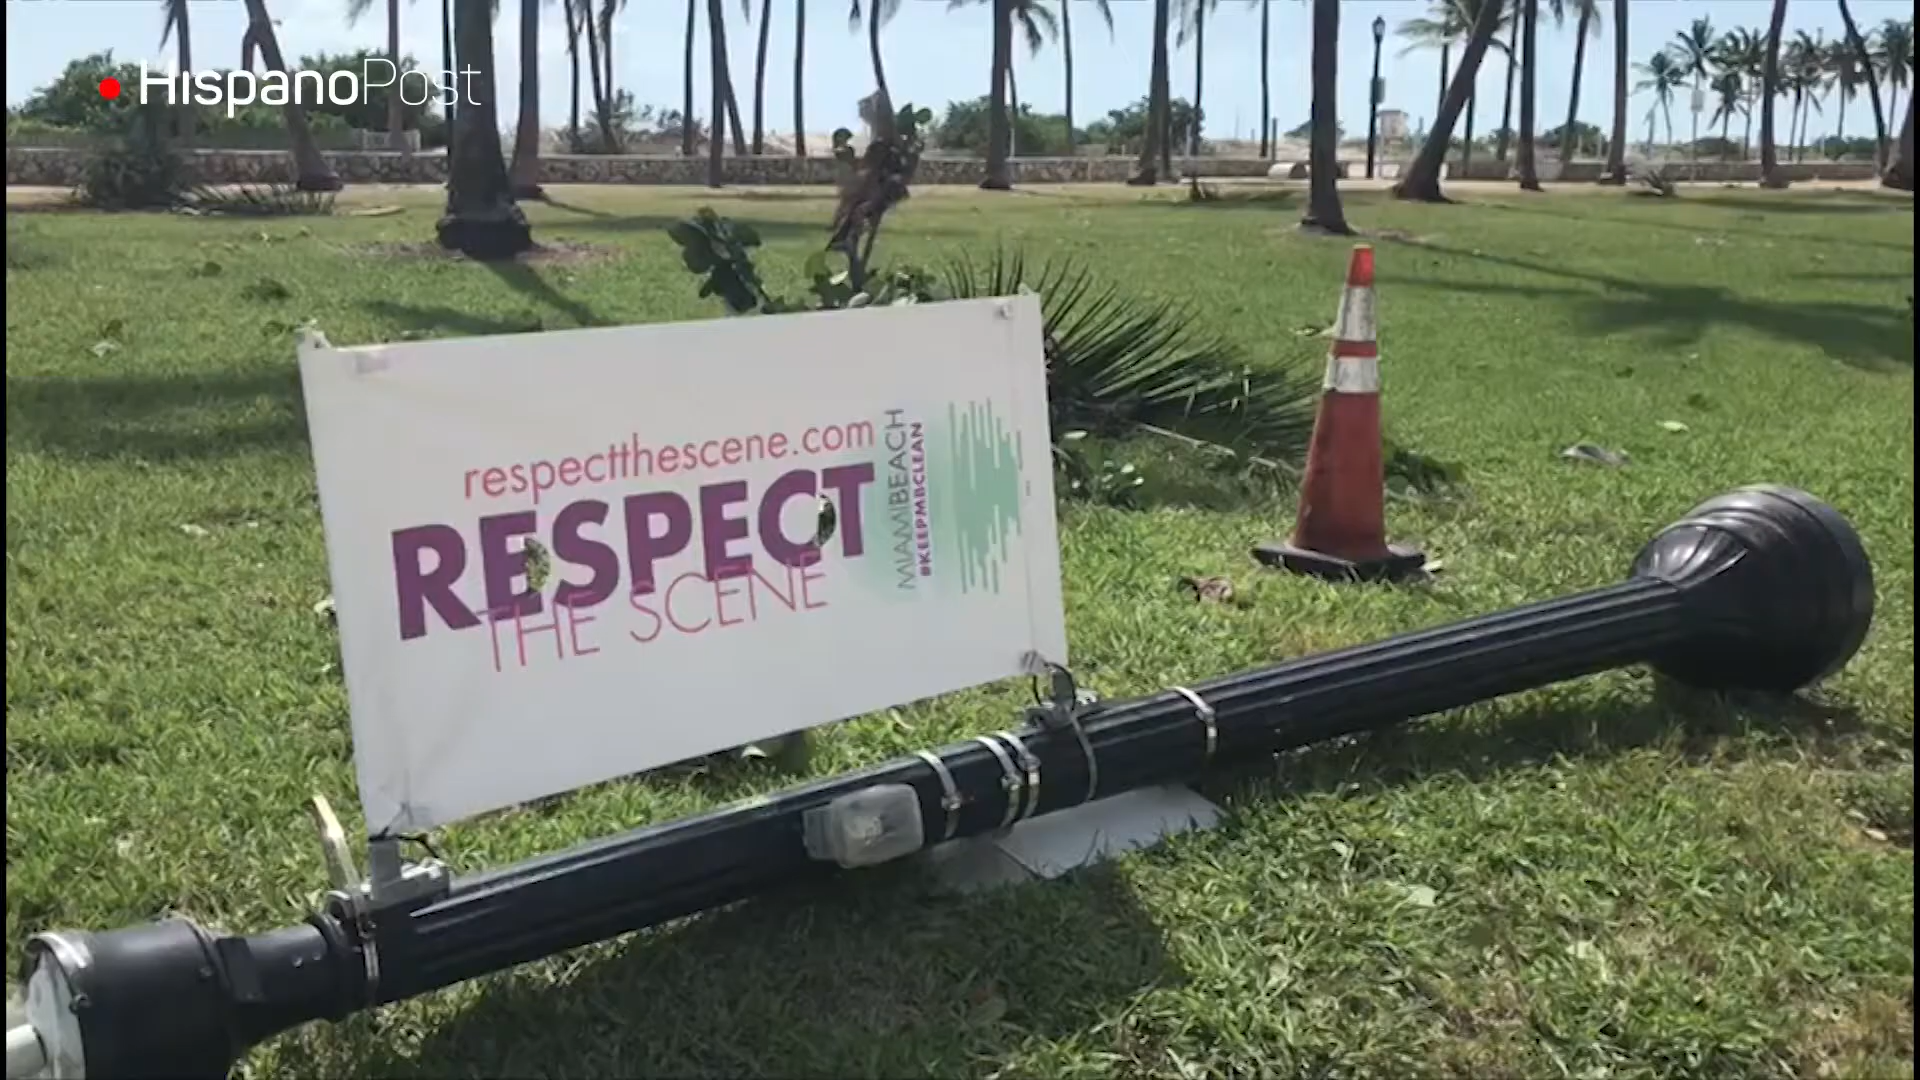 HispanoPost
respectthescene.com
RESPECT
THE SCENE
MIAMIBEACH
#KEEPMBCLEAN